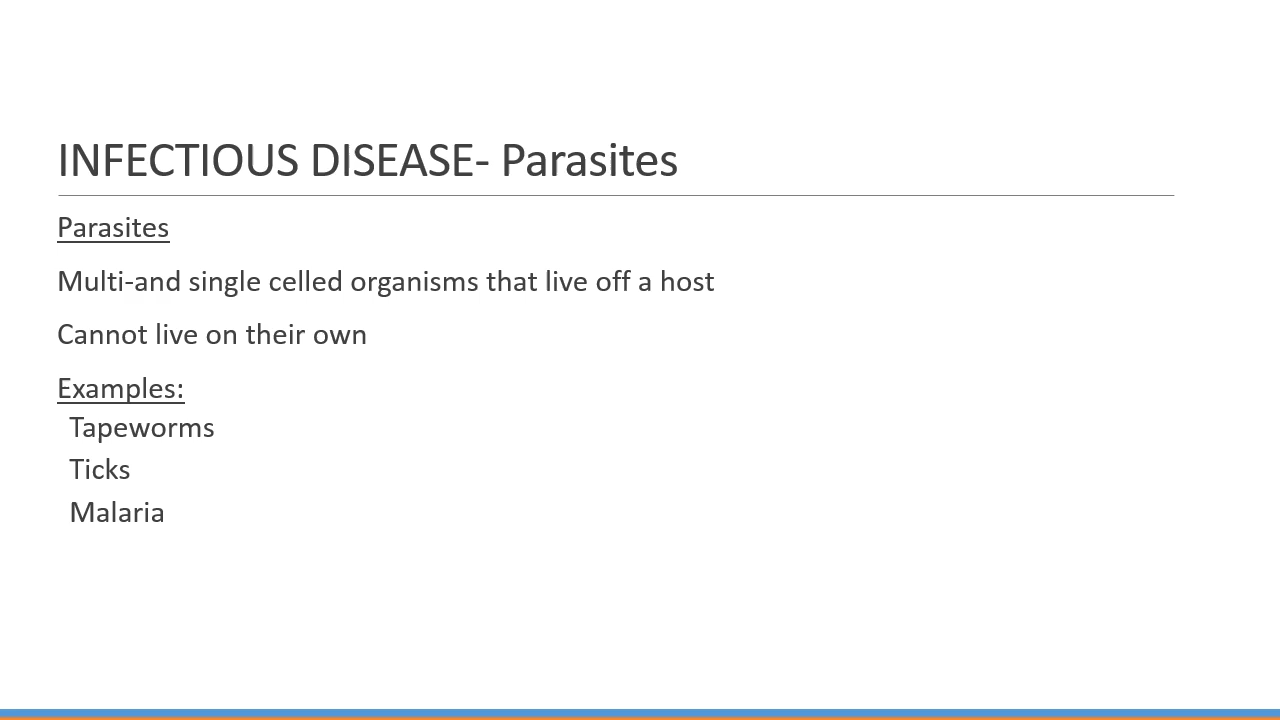 INFECTIOUS DISEASE- Parasites
Parasites
Multi-and single celled organisms that live off a host
Cannot live on their own
Examples:
Tapeworms
Ticks
Malaria